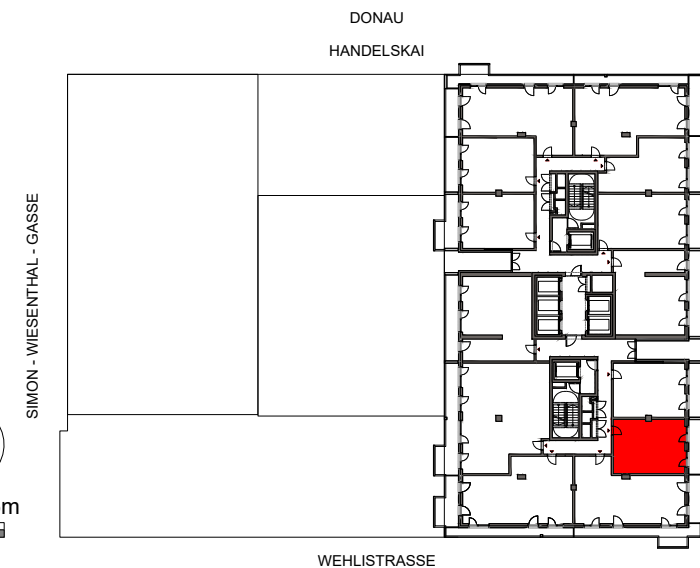 DONAU
HANDELSKAI
SIMON - WIESENTHAL - GASSE
m
WEHLISTRASSE